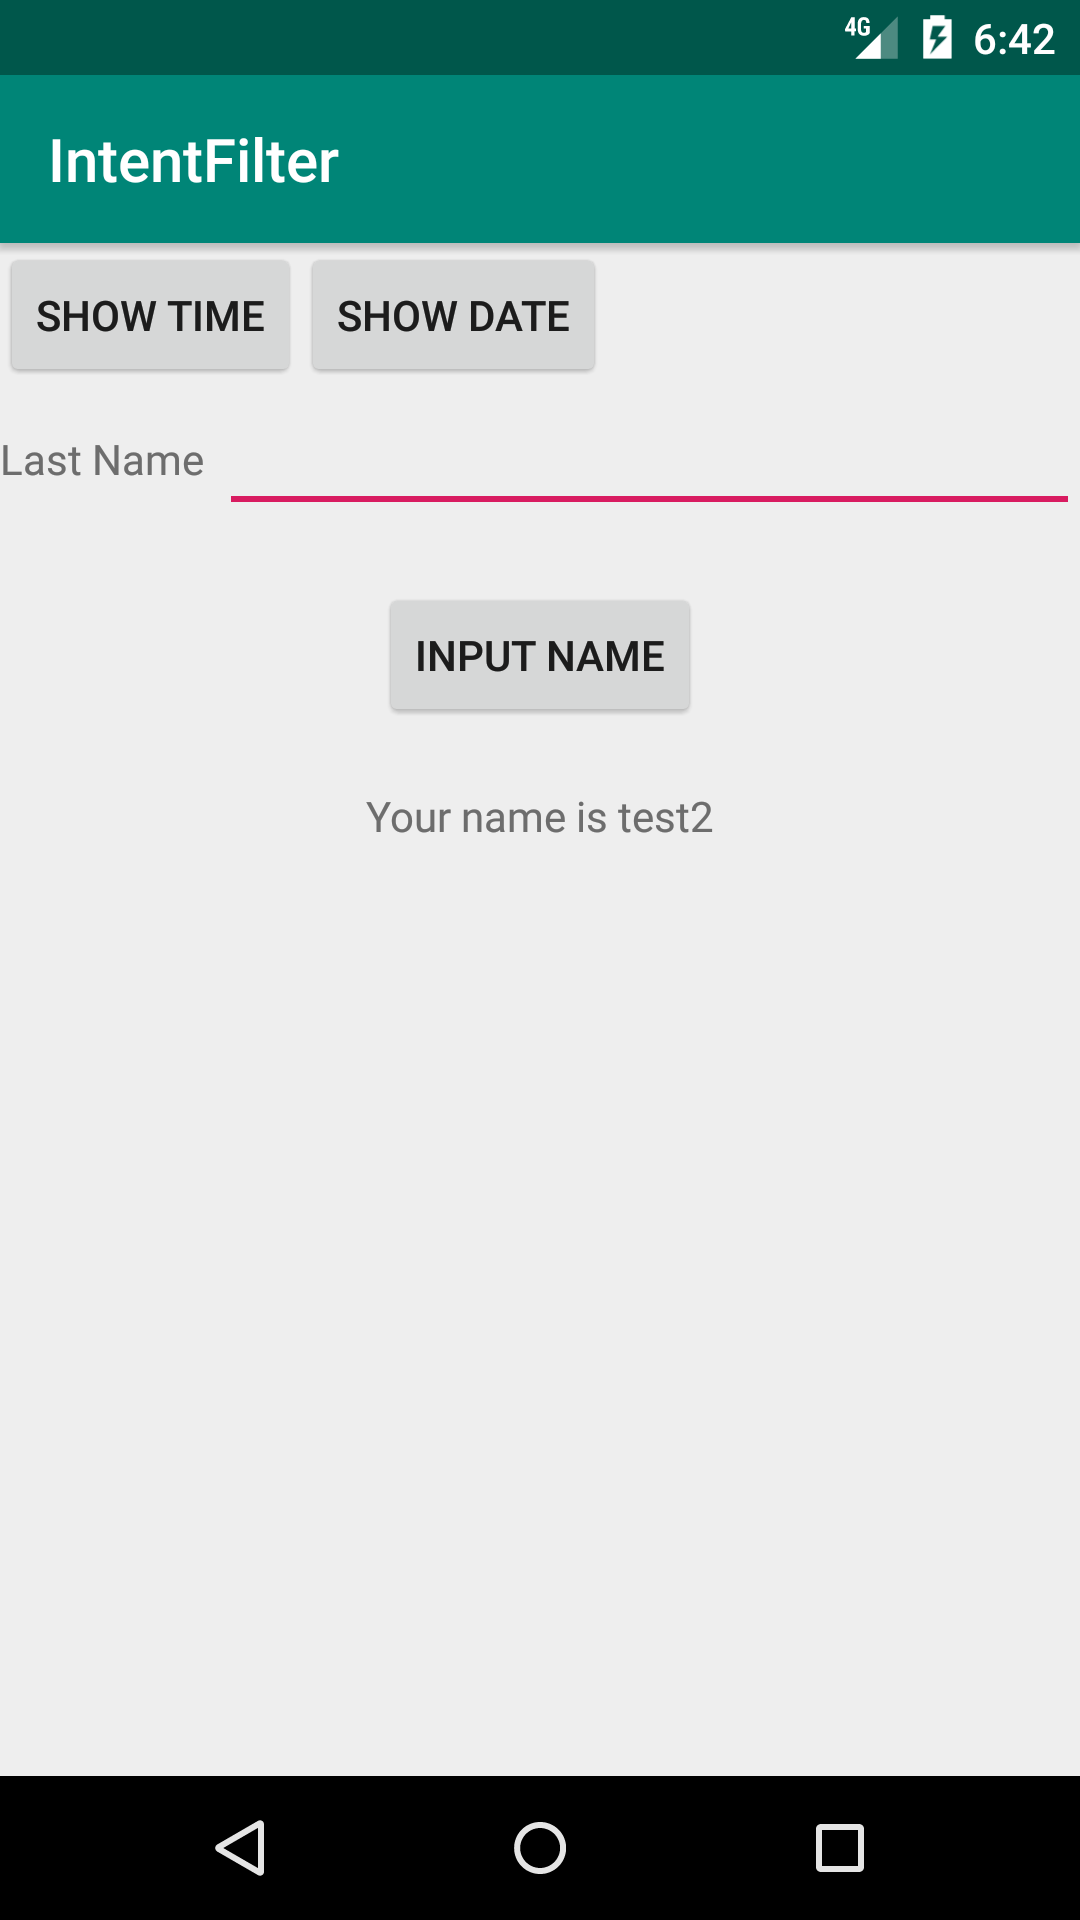 4G 6:42
IntentFilter
SHOW TIME SHOW DATE
Last Name
INPUT NAME
Your name is test2